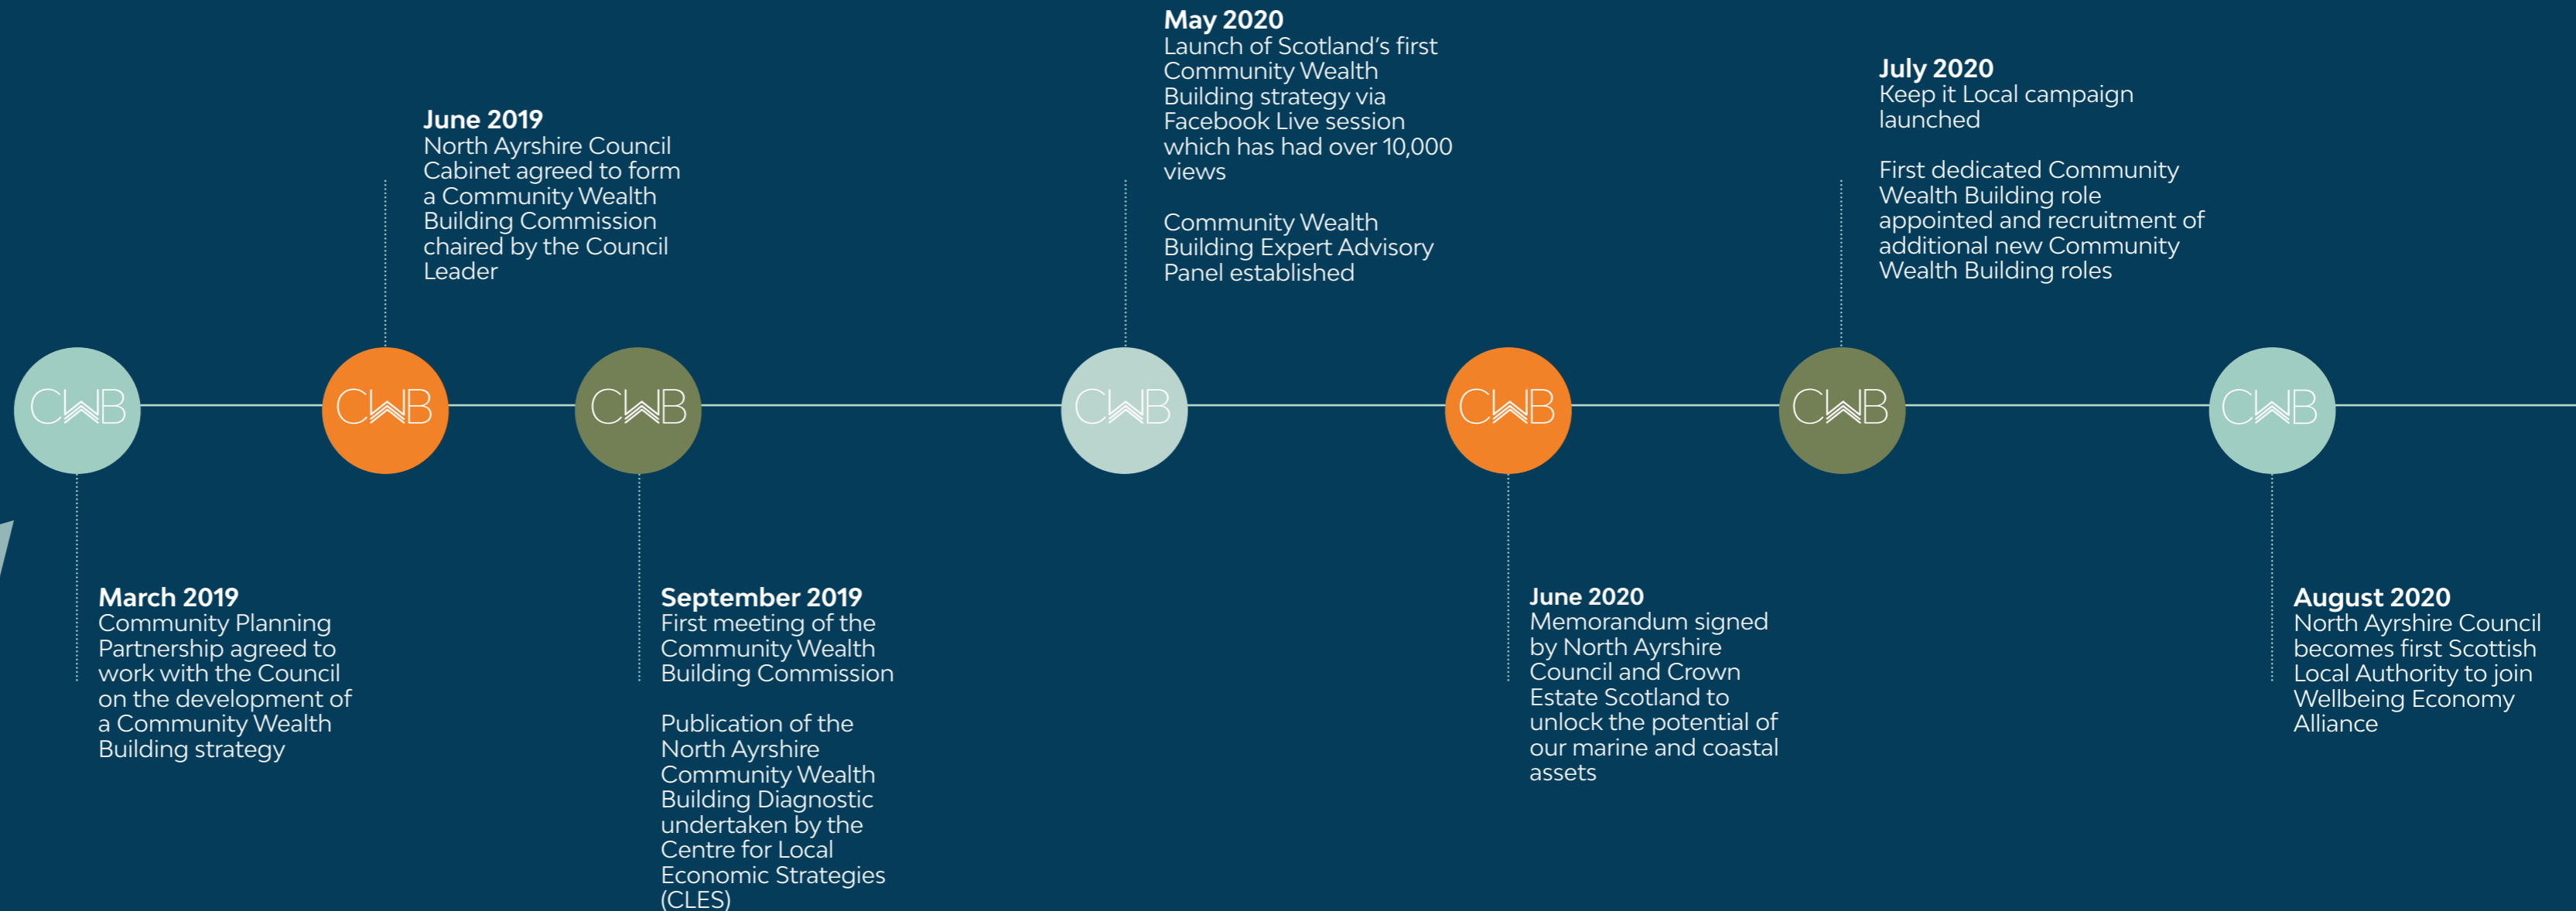 May 2020
Launch of Scotland's first
Community Wealth
Building strategy via
Facebook Live session
which has had over 10,000
views
Community Wealth
Building Expert Advisory
Panel established
July 2020
Keep it Local campaign
launched
First dedicated Community
Wealth Building role
appointed and recruitment of
additional new Community
Wealth Building roles
June 2019
North Ayrshire Council
Cabinet agreed to form
a Community Wealth
Building Commission
chaired by the Council
Leader
CWB
CWB
CWB
CWB
CWB
CWB
CWB
March 2019
Community Planning
Partnership agreed to
work with the Council
on the development of
a Community Wealth
Building strategy
September 2019
First meeting of the
Community Wealth
Building Commission
Publication of the
North Ayrshire
Community Wealth
Building Diagnostic
undertaken by the
Centre for Local
Economic Strategies
(CLES)
June 2020
Memorandum signed
by North Ayrshire
Council and Crown
Estate Scotland to
unlock the potential of
our marine and coastal
assets
August 2020
North Ayrshire Council
becomes first Scottish
Local Authority to join
Wellbeing Economy
Alliance